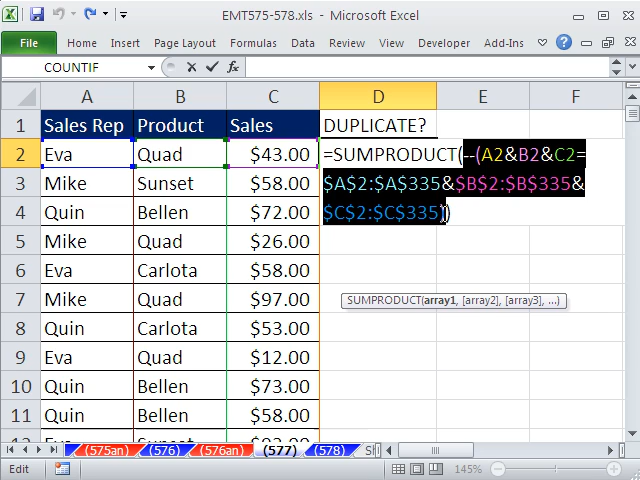 EMT575-578.xls - Microsoft Excel
File Home Insert Page Layout Formulas Data Review View Developer Add-Ins
COUNTIF fx
A B C D E F
1 Sales Rep Product Sales DUPLICATE?
2 Eva Quad $43.00 =SUMPRODUCT(--(A2&B2&C2=
3 Mike Sunset $58.00 $A$2:$A$335&$B$2:$B$335&
4 Quin Bellen $72.00 $C$2:$C$335))
5 Mike Quad $26.00
6 Eva Carlota $58.00
7 Mike Quad $97.00 SUMPRODUCT(array1, [array2], [array3], ...)
8 Quin Carlota $53.00
9 Eva Quad $12.00
10 Quin Bellen $73.00
11 Quin Bellen $58.00
(575an) (576) (576an) (577) (578)
Edit 145%